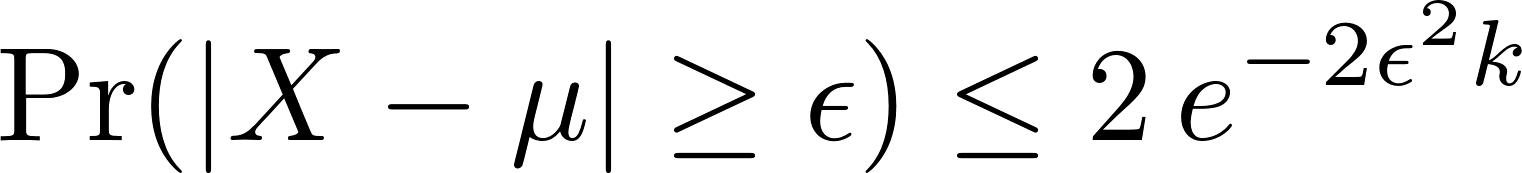 Pr(|X − μ| ≥ ϵ) ≤ 2 e^{−2ϵ^2 k}